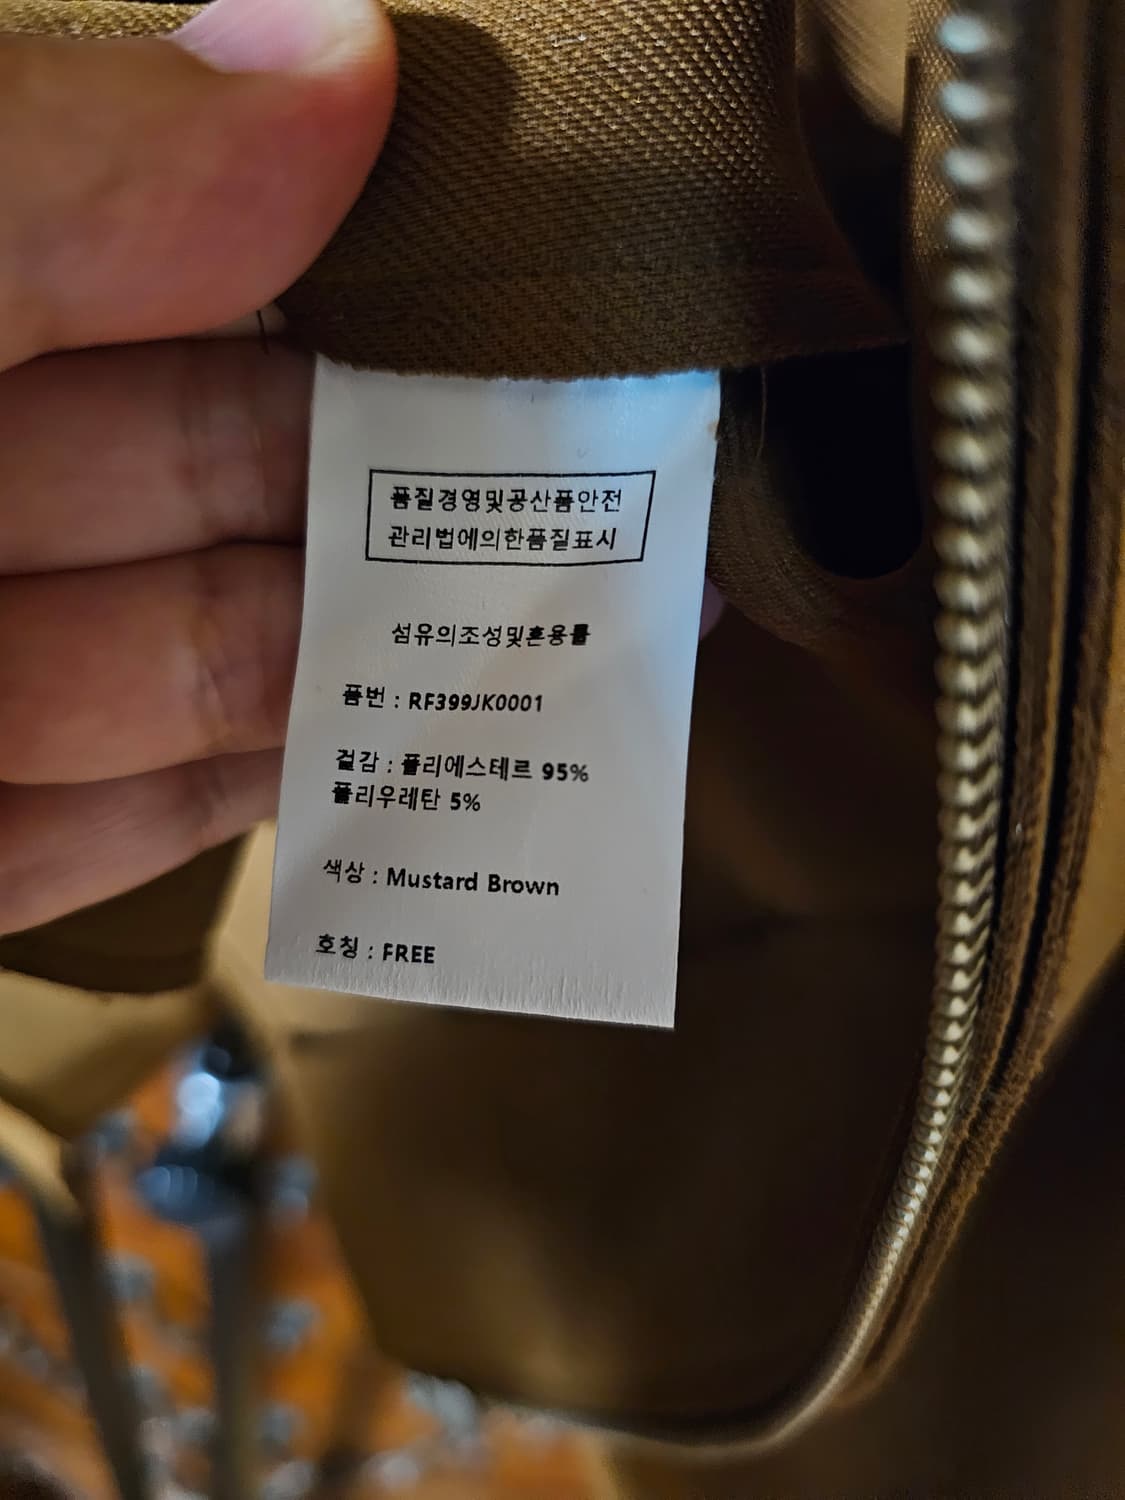 품질경영및공산품안전
관리법에의한품질표시
섬유의조성및혼용률
품번 : RF399JK0001
겉감 : 폴리에스테르 95%
폴리우레탄 5%
색상 : Mustard Brown
호칭 : FREE